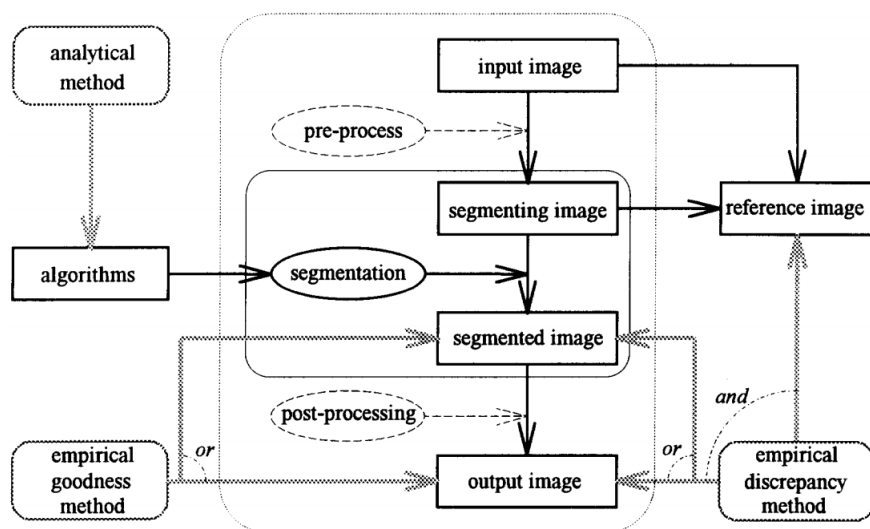 analytical
method
input image
pre-process
segmenting image
reference image
algorithms
segmentation
segmented image
post-processing
and
or
or
empirical
goodness
method
output image
empirical
discrepancy
method